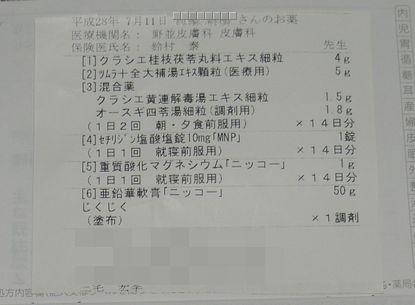 平成28年 7月11日 さんのお薬
医療機関名： 野並皮膚科 皮膚科
保険医氏名： 鈴村 泰 先生
[1]クラシエ桂枝茯苓丸料エキス細粒 4g
[2]ツムラ十全大補湯エキス顆粒(医療用) 5g
[3]混合薬
クラシエ黄連解毒湯エキス細粒 1.5g
オースギ四苓湯細粒(調剤用) 1.8g
(１日２回 朝・夕食前服用) ×１４日分
[4]セチリジン塩酸塩錠10mg｢MNP｣ 1錠
(１日１回 就寝前服用) ×１４日分
[5]重質酸化マグネシウム｢ニッコー｣ 1g
(１日１回 就寝前服用) ×１４日分
[6]亜鉛華軟膏｢ニッコー｣ 50g
じくじく
(塗布) ×１調剤